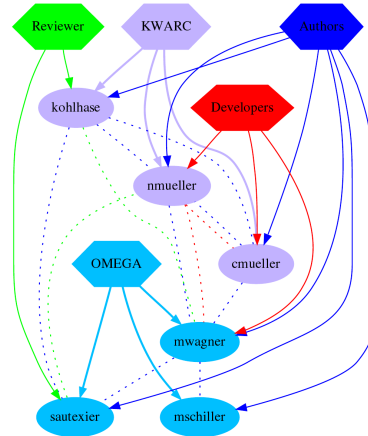 Reviewer
KWARC
Authors
kohlhase
Developers
nmueller
OMEGA
cmueller
mwagner
sautexier
mschiller